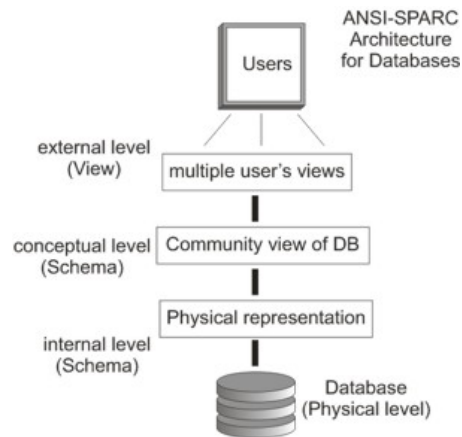 ANSI-SPARC
Architecture
for Databases
Users
external level
(View)
multiple user's views
conceptual level
(Schema)
Community view of DB
Physical representation
internal level
(Schema)
Database
(Physical level)